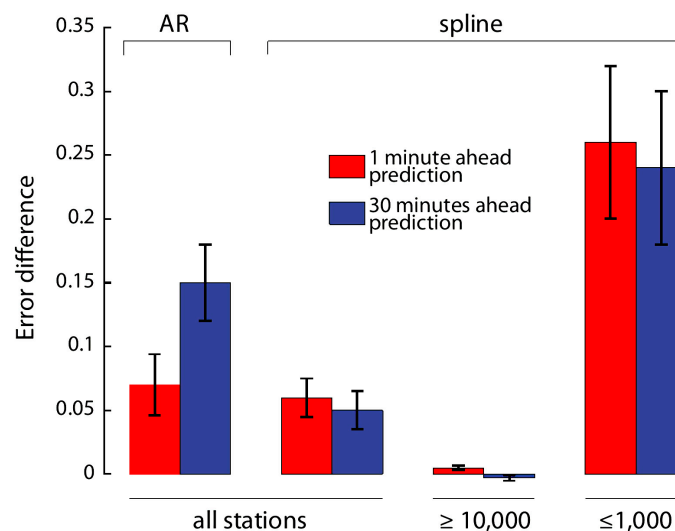 AR
spline
0.35
0.3
0.25
0.2
0.15
0.1
0.05
0
Error difference
1 minute ahead
prediction
30 minutes ahead
prediction
all stations
≥ 10,000
≤1,000